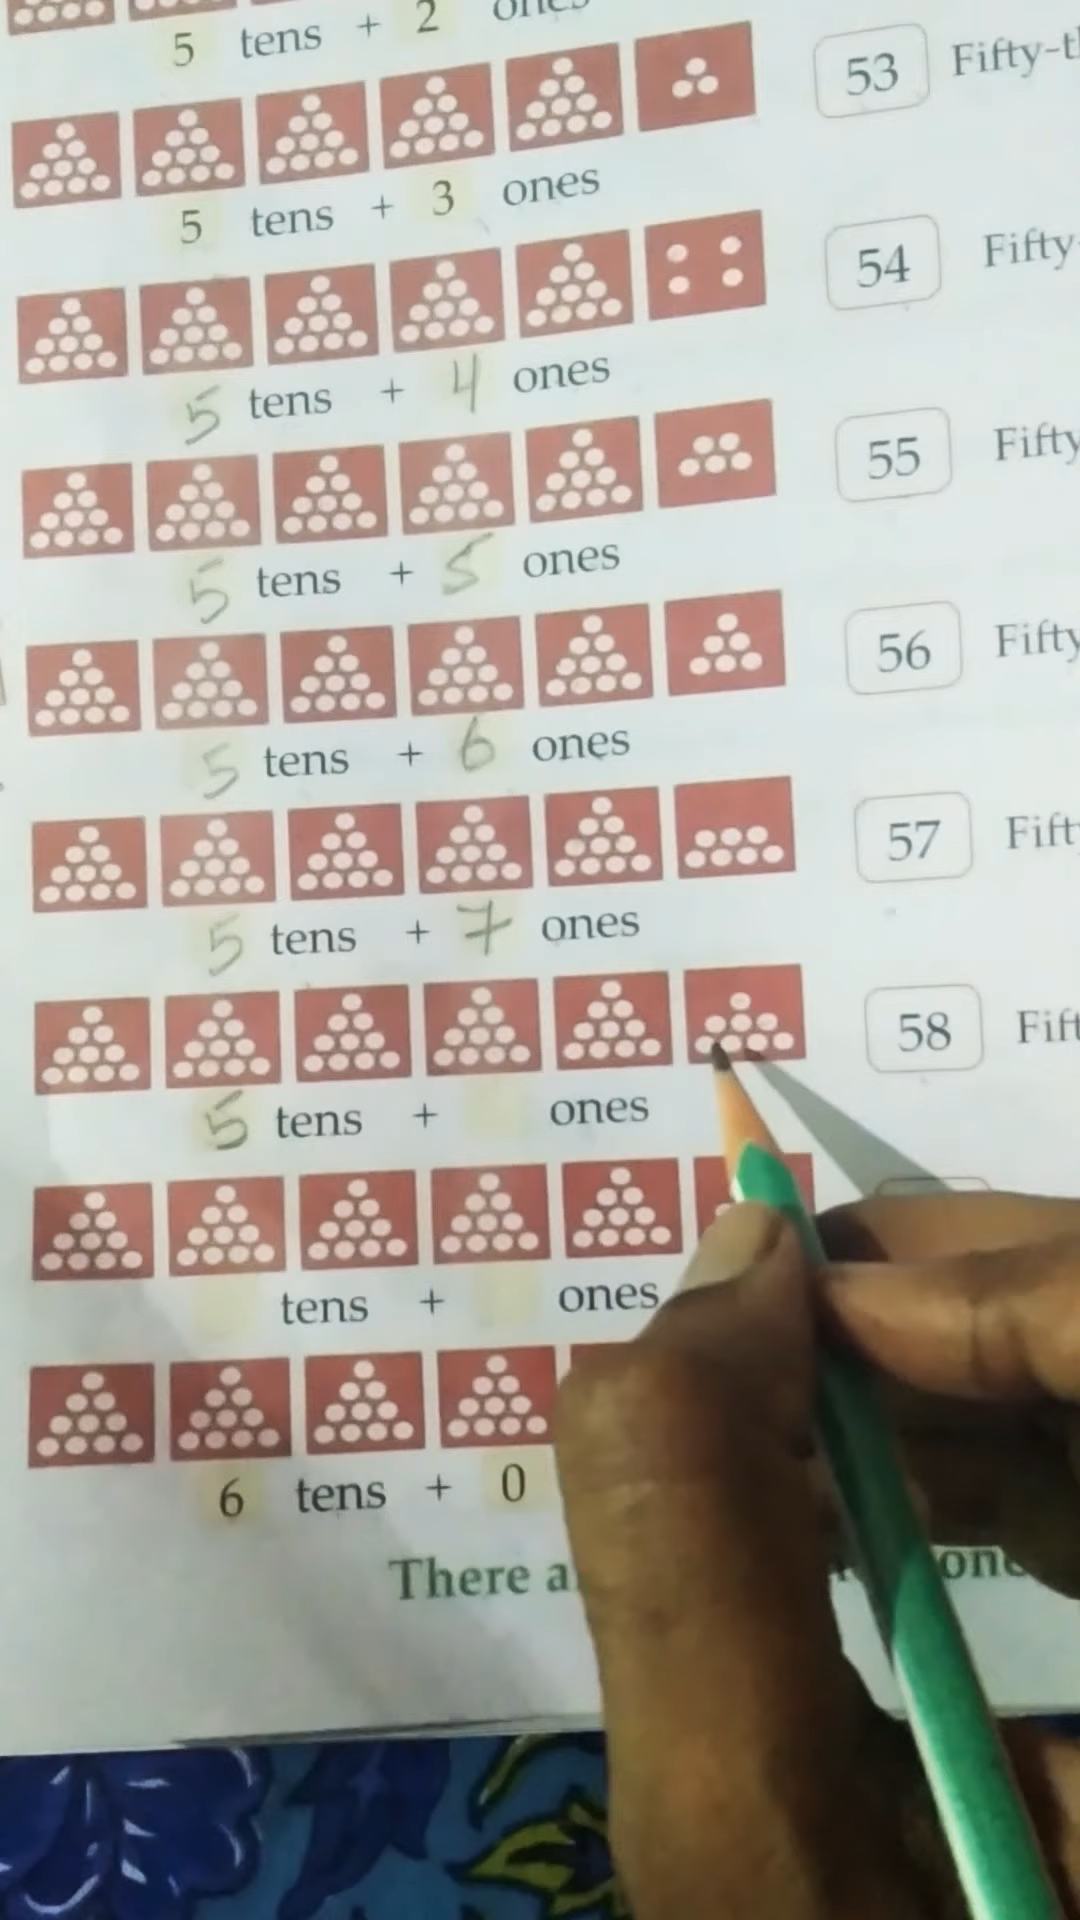 5 tens + 2 ones
53 Fifty-t
5 tens + 3 ones
54 Fifty
5 tens + 4 ones
55 Fifty
5 tens + 5 ones
56 Fifty
5 tens + 6 ones
57 Fift
5 tens + 7 ones
58 Fift
5 tens + ones
tens + ones
6 tens + 0
There a